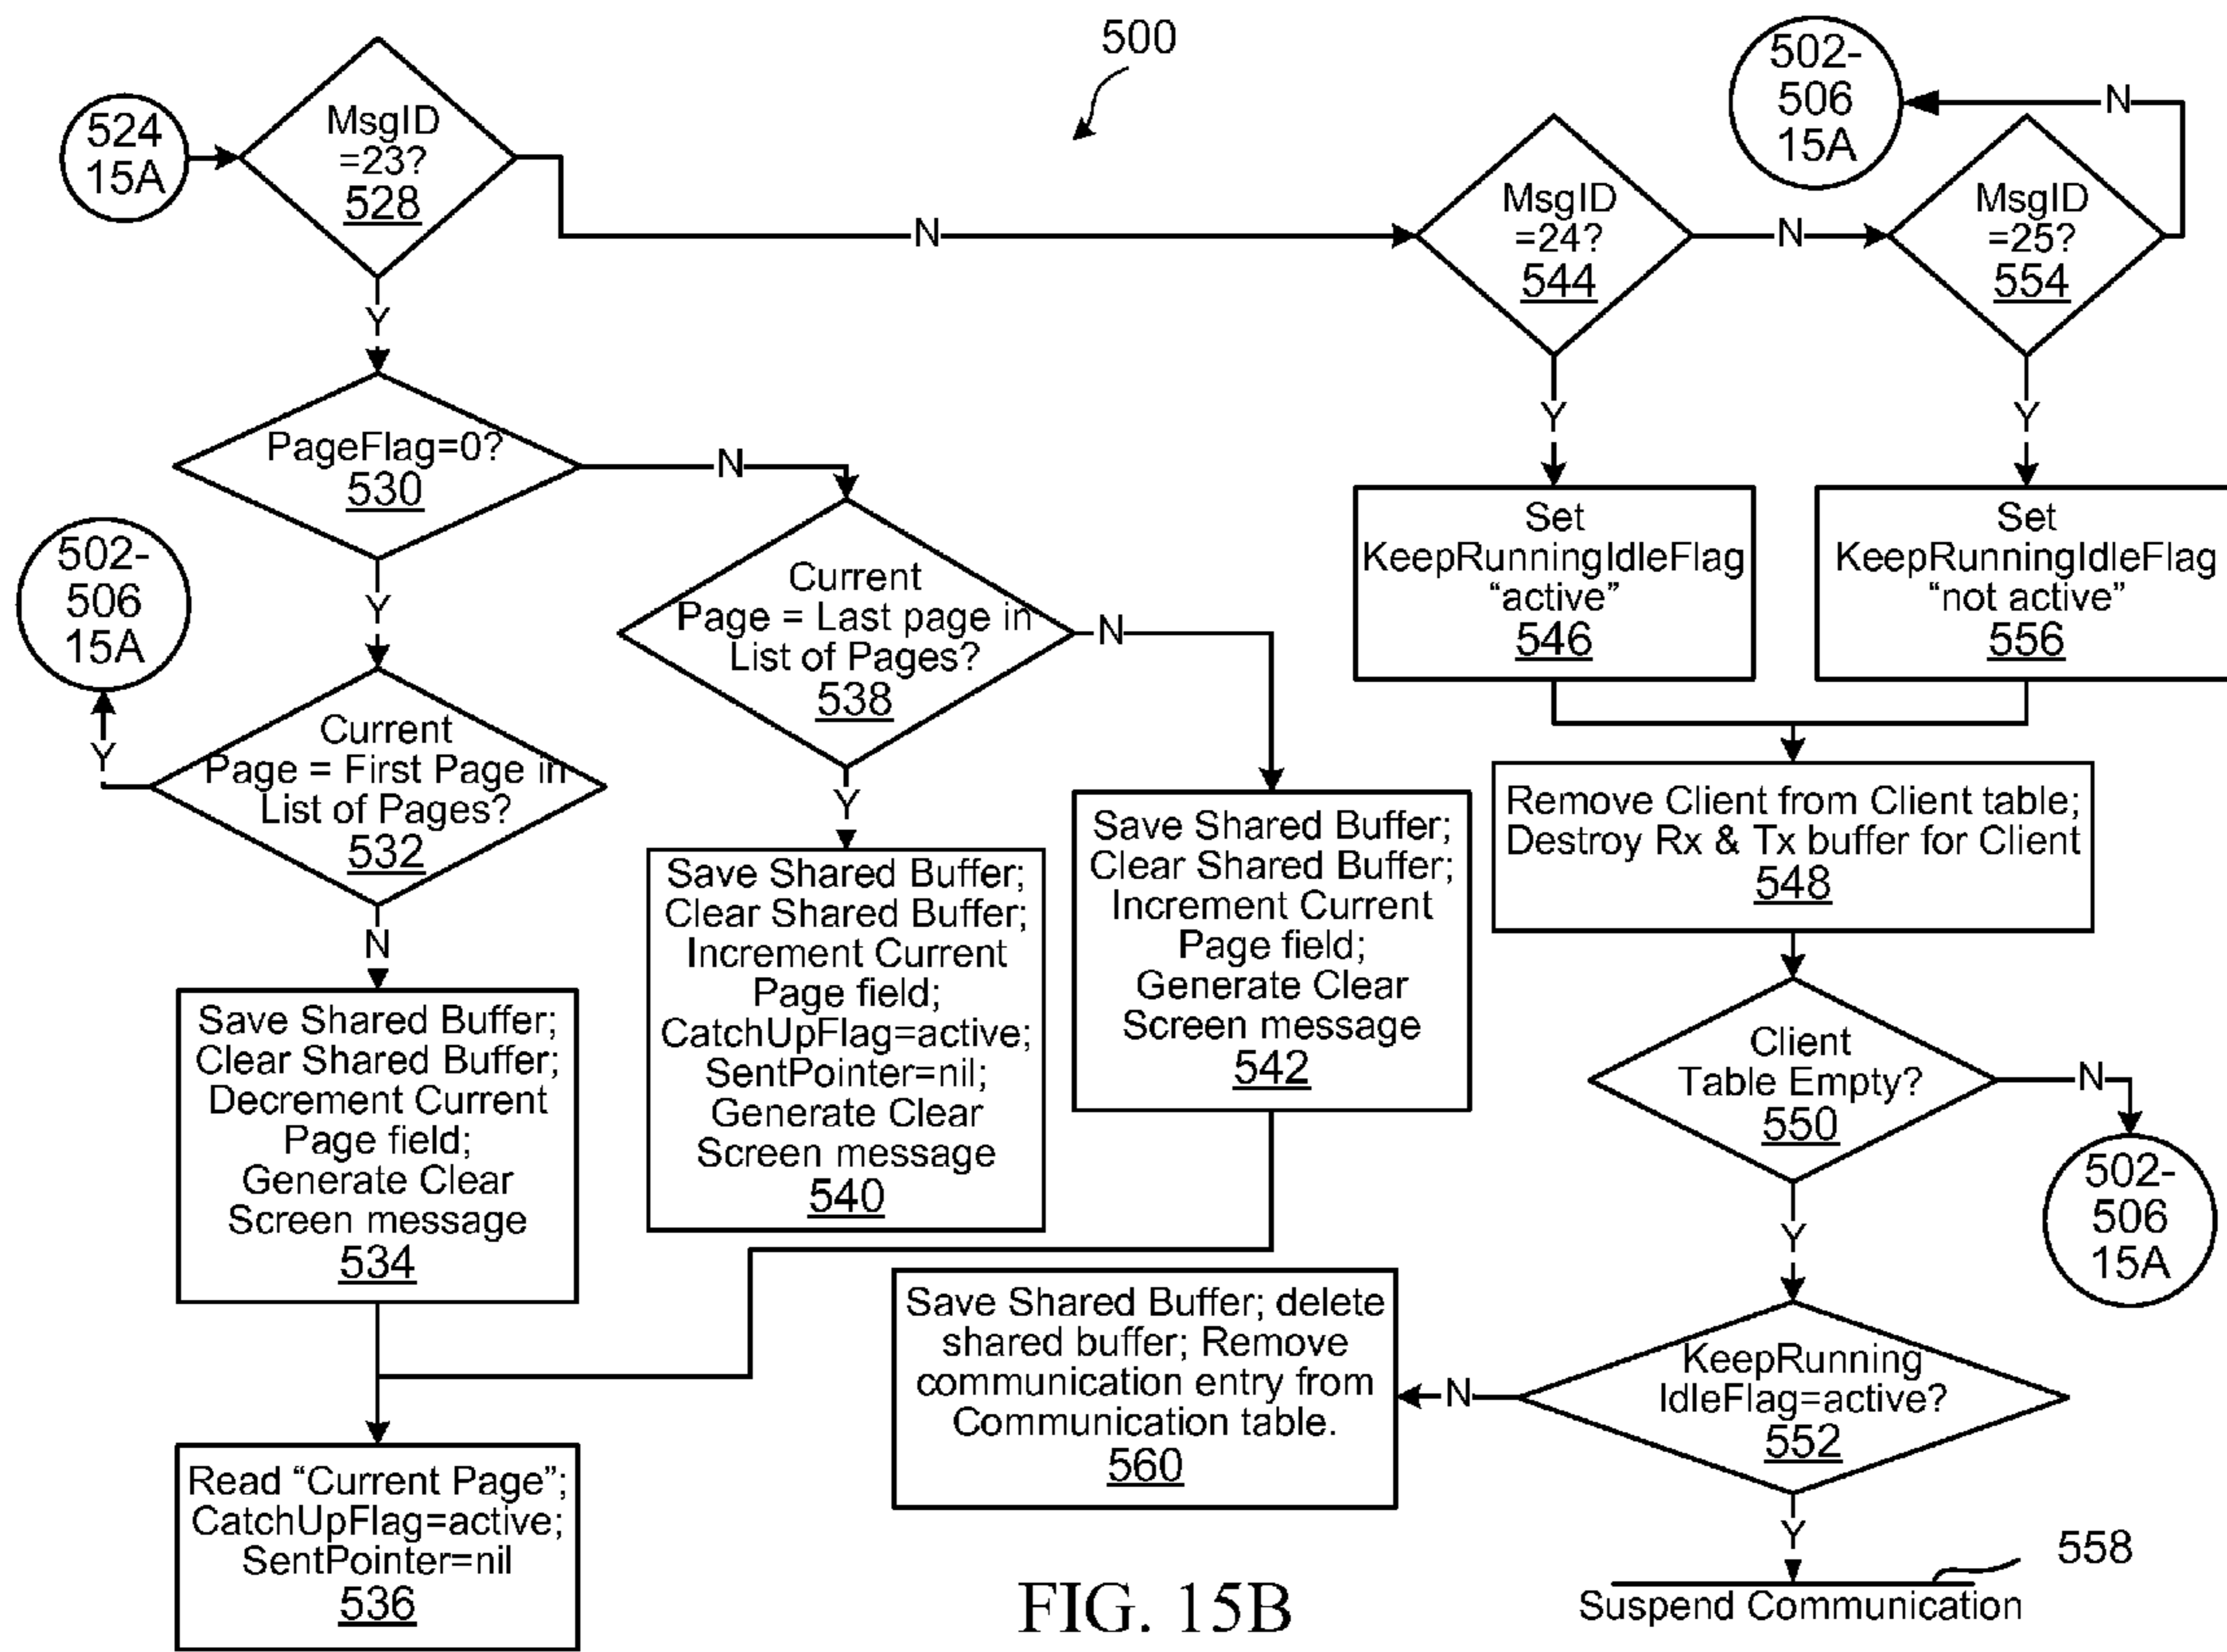 500
524
15A
MsgID
=23?
528
N
MsgID
=24?
544
N
MsgID
=25?
554
N
502-
506
15A
Y
PageFlag=0?
530
N
Y
502-
506
15A
Y
Current
Page = First Page in
List of Pages?
532
N
Save Shared Buffer;
Clear Shared Buffer;
Decrement Current
Page field;
Generate Clear
Screen message
534
Read “Current Page”;
CatchUpFlag=active;
SentPointer=nil
536
Current
Page = Last page in
List of Pages?
538
N
Y
Save Shared Buffer;
Clear Shared Buffer;
Increment Current
Page field;
CatchUpFlag=active;
SentPointer=nil;
Generate Clear
Screen message
540
Save Shared Buffer;
Clear Shared Buffer;
Increment Current
Page field;
Generate Clear
Screen message
542
Y
Set
KeepRunningIdleFlag
“active”
546
Y
Set
KeepRunningIdleFlag
“not active”
556
Remove Client from Client table;
Destroy Rx & Tx buffer for Client
548
Client
Table Empty?
550
N
502-
506
15A
Y
KeepRunning
IdleFlag=active?
552
N
Save Shared Buffer; delete
shared buffer; Remove
communication entry from
Communication table.
560
Y
558
Suspend Communication
FIG. 15B